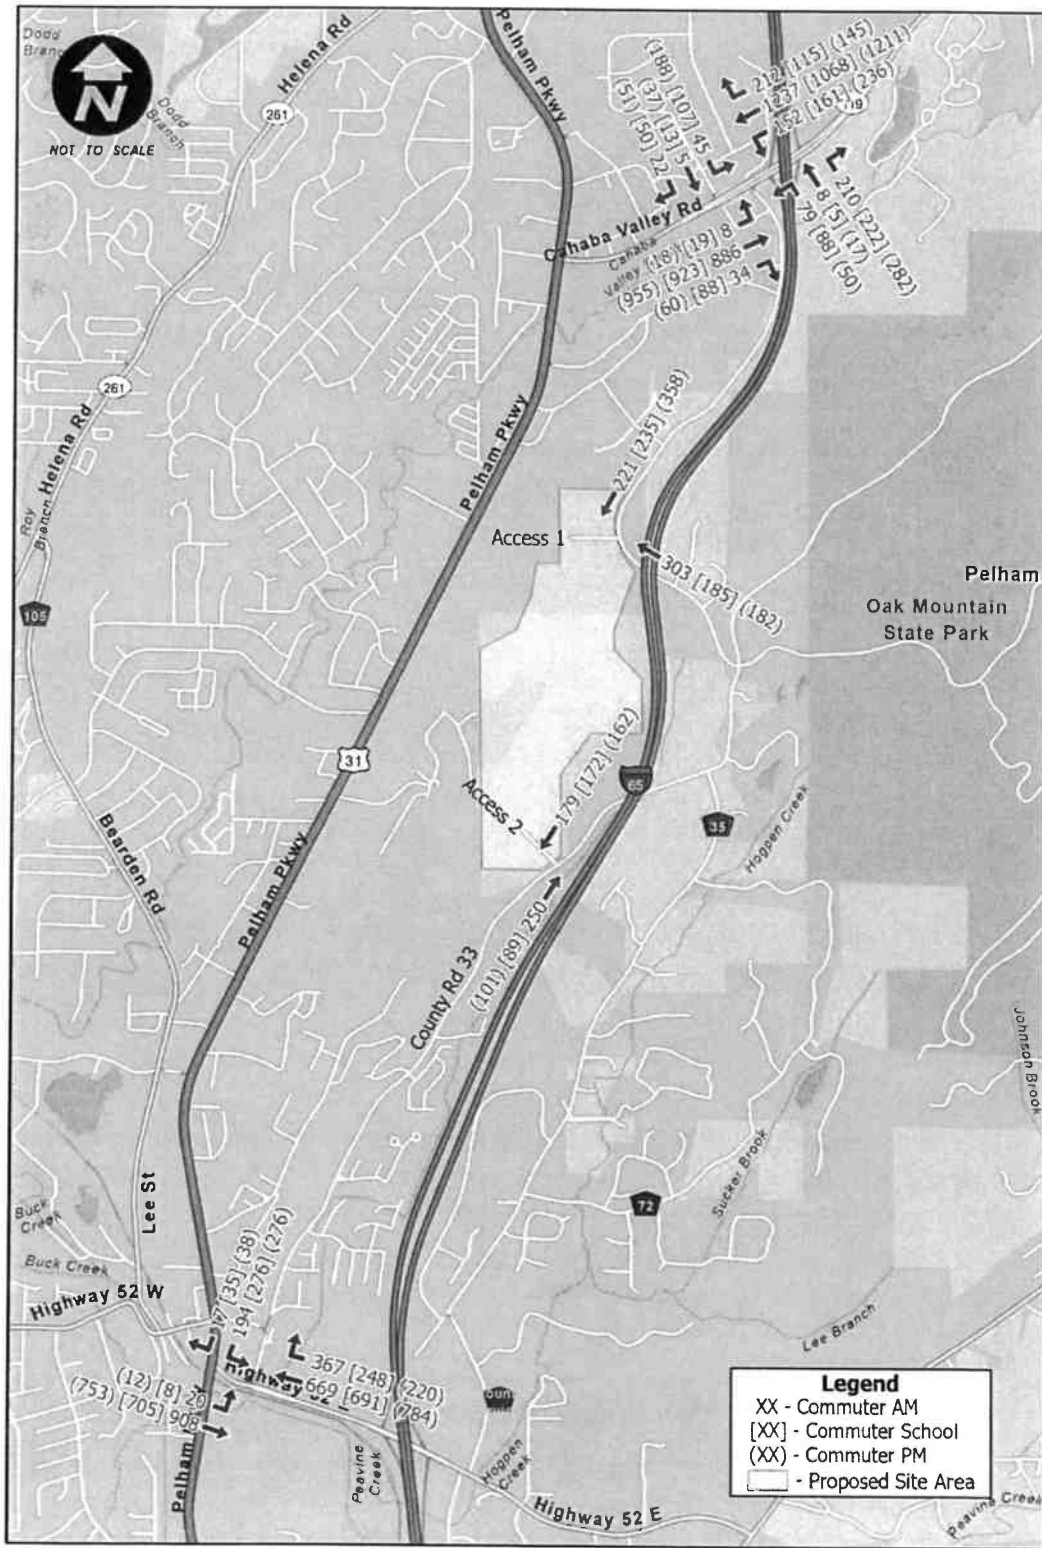 Dodd
Branch
Dodd
Branch
N
NOT TO SCALE
Helena Rd
261
Pelham Pkwy
Pelham Pkwy
212 [115] (145)
1237 [1068] (1211)
152 [161] (236)
(188) [107] 45
(37) [13] 5
(51) [50] 22
Cahaba Valley Rd
Cahaba
Valley
(18) [19] 8
(955) [923] 886
(60) [88] 34
210 [222] (282)
8 [5] (17)
79 [88] (50)
261
Helena Rd
Roy
Branch
105
Pelham Pkwy
221 [235] (358)
Access 1
303 [185] (182)
Pelham
Oak Mountain
State Park
31
65
179 [172] (162)
Access 2
35
Hogpen Creek
Bearden Rd
Pelham Pkwy
(101) [89] 250
County Rd 33
Johnson Brook
Sucker Brook
72
Lee St
Buck
Creek
Buck Creek
Highway 52 W
17 [35] (38)
194 [276] (276)
Lee Branch
367 [248] (220)
669 [691] (784)
(12) [8] 20
(753) [705] 908
Pelham
Peavine
Creek
Hogpen
Creek
Highway 52 E
Peavine Creek
Legend
XX - Commuter AM
[XX] - Commuter School
(XX) - Commuter PM
- Proposed Site Area